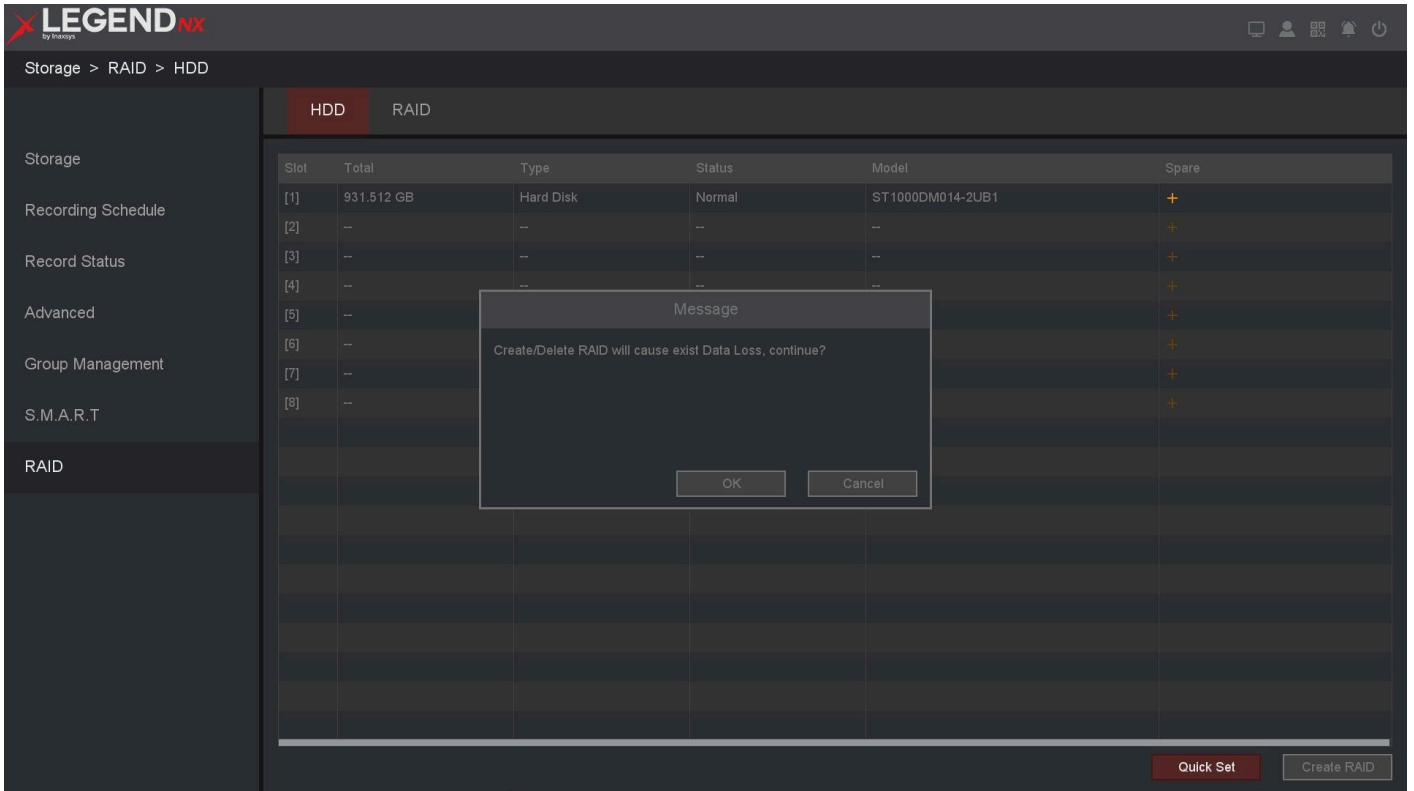 LEGEND NX
by Inaxsys
Storage > RAID > HDD
HDD RAID
Storage
Recording Schedule
Record Status
Advanced
Group Management
S.M.A.R.T
RAID
Slot Total Type Status Model Spare
[1] 931.512 GB Hard Disk Normal ST1000DM014-2UB1 +
[2] -- -- -- -- +
[3] -- -- -- -- +
[4] -- -- -- -- +
[5] -- +
[6] -- +
[7] -- +
[8] -- +
Message
Create/Delete RAID will cause exist Data Loss, continue?
OK Cancel
Quick Set Create RAID